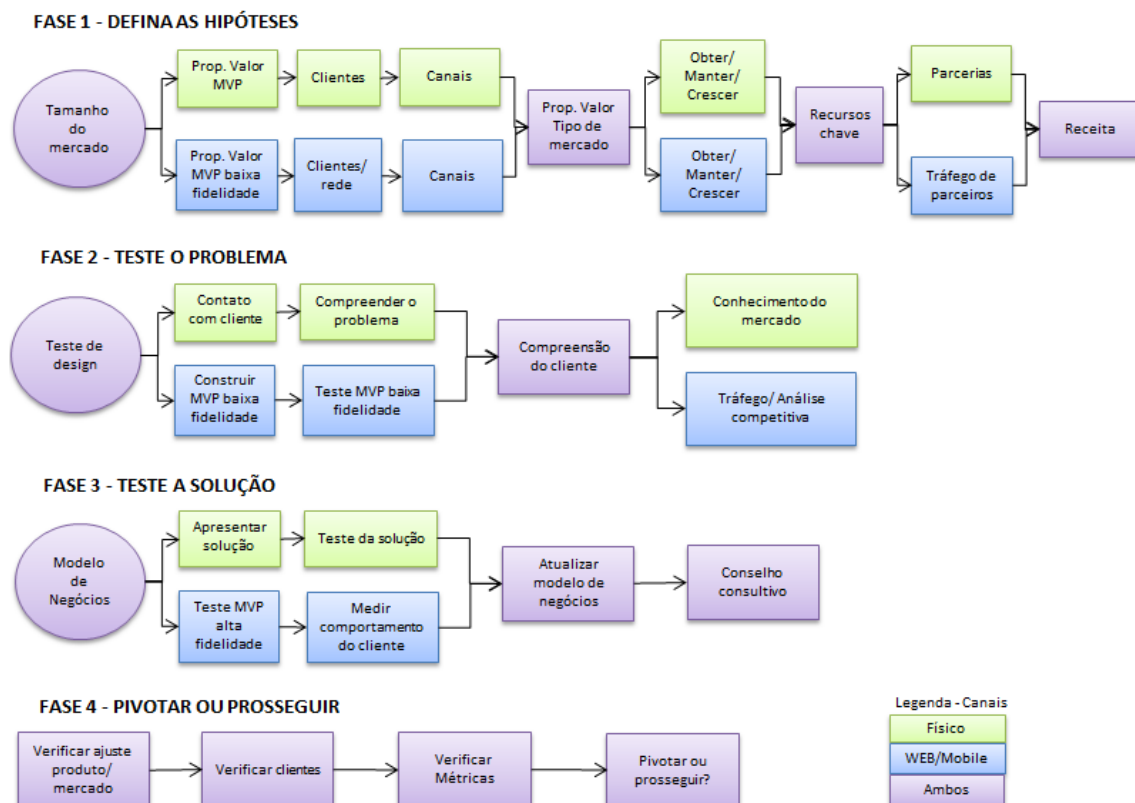 FASE 1 - DEFINA AS HIPÓTESES
Tamanho
do
mercado
Prop. Valor
MVP
Clientes
Canais
Prop. Valor
MVP baixa
fidelidade
Clientes/
rede
Canais
Prop. Valor
Tipo de
mercado
Obter/
Manter/
Crescer
Obter/
Manter/
Crescer
Recursos
chave
Parcerias
Tráfego de
parceiros
Receita
FASE 2 - TESTE O PROBLEMA
Teste de
design
Contato
com cliente
Compreender o
problema
Construir
MVP baixa
fidelidade
Teste MVP baixa
fidelidade
Compreensão
do cliente
Conhecimento do
mercado
Tráfego/ Análise
competitiva
FASE 3 - TESTE A SOLUÇÃO
Modelo
de
Negócios
Apresentar
solução
Teste da solução
Teste MVP
alta
fidelidade
Medir
comportamento
do cliente
Atualizar
modelo de
negócios
Conselho
consultivo
FASE 4 - PIVOTAR OU PROSSEGUIR
Verificar ajuste
produto/
mercado
Verificar clientes
Verificar
Métricas
Pivotar ou
prosseguir?
Legenda - Canais
Físico
WEB/Mobile
Ambos